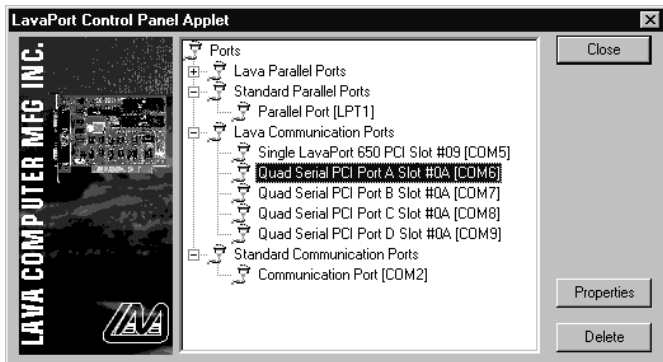 LavaPort Control Panel Applet
LAVA COMPUTER MFG INC.
Ports
Lava Parallel Ports
Standard Parallel Ports
Parallel Port [LPT1]
Lava Communication Ports
Single LavaPort 650 PCI Slot #09 [COM5]
Quad Serial PCI Port A Slot #0A [COM6]
Quad Serial PCI Port B Slot #0A [COM7]
Quad Serial PCI Port C Slot #0A [COM8]
Quad Serial PCI Port D Slot #0A [COM9]
Standard Communication Ports
Communication Port [COM2]
Close
Properties
Delete